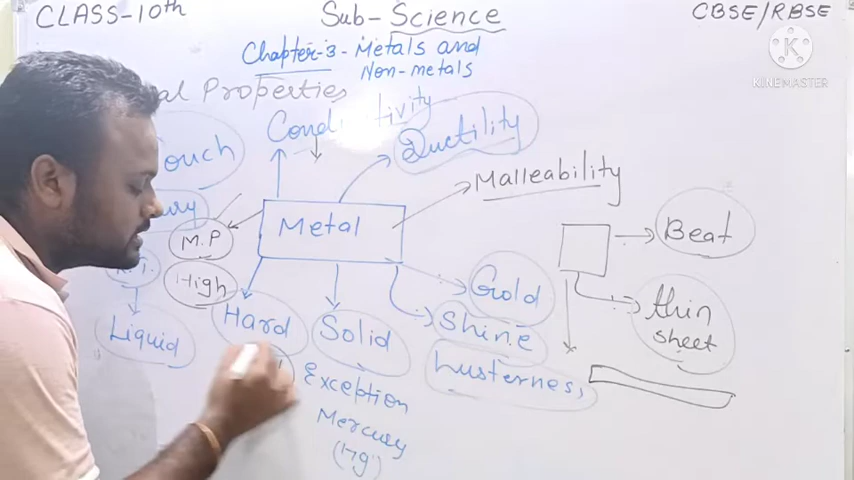 CLASS-10th
Sub-Science
CBSE/RBSE
Chapter-3-Metals and
Non-metals
KINEMASTER
Properties
Conductivity
Ductility
ouch
Malleability
Metal
M.P
Beat
High
Gold
thin
sheet
Hard
Solid
Shine
Liquid
Lusterness,
Exception
Mercury
(Hg)